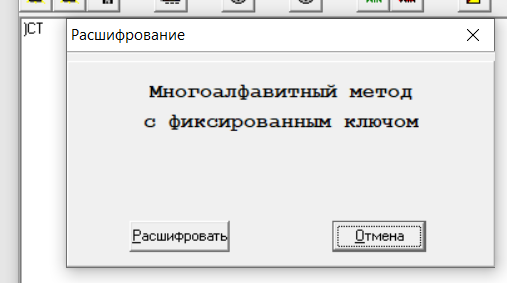 )СТ
Расшифрование
Многоалфавитный метод
с фиксированным ключом
Расшифровать
Отмена